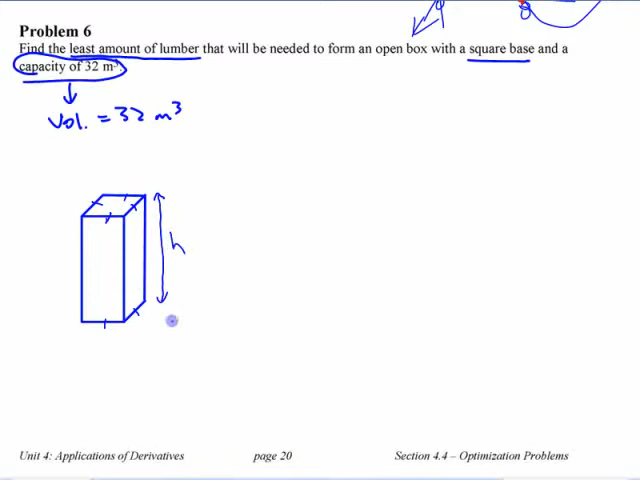 Problem 6
Find the least amount of lumber that will be needed to form an open box with a square base and a
capacity of 32 m³.
Vol. = 32 m³
h
Unit 4: Applications of Derivatives page 20 Section 4.4 – Optimization Problems